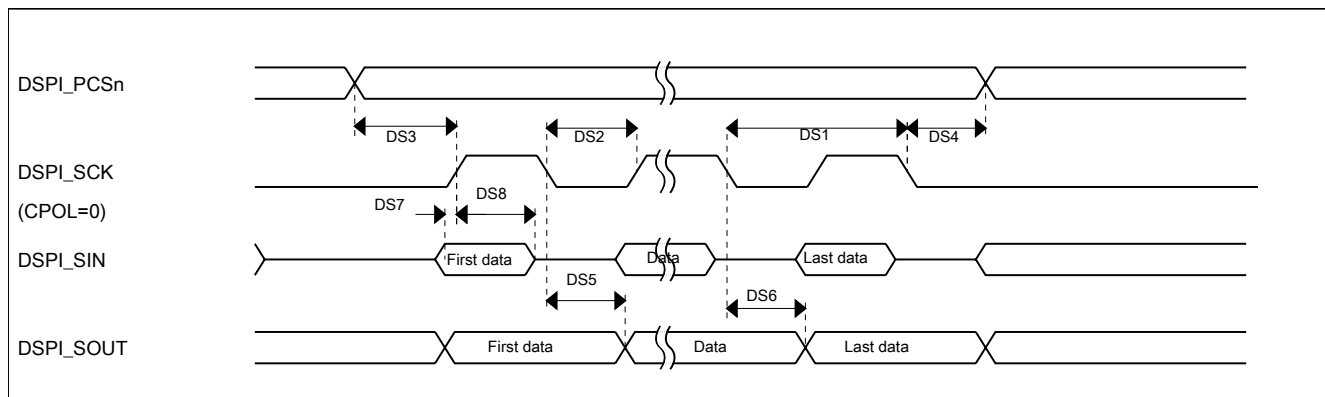 DSPI_PCSn
DS3
DS2
DS1
DS4
DSPI_SCK
(CPOL=0)
DS7
DS8
DSPI_SIN
First data
Data
Last data
DS5
DS6
DSPI_SOUT
First data
Data
Last data